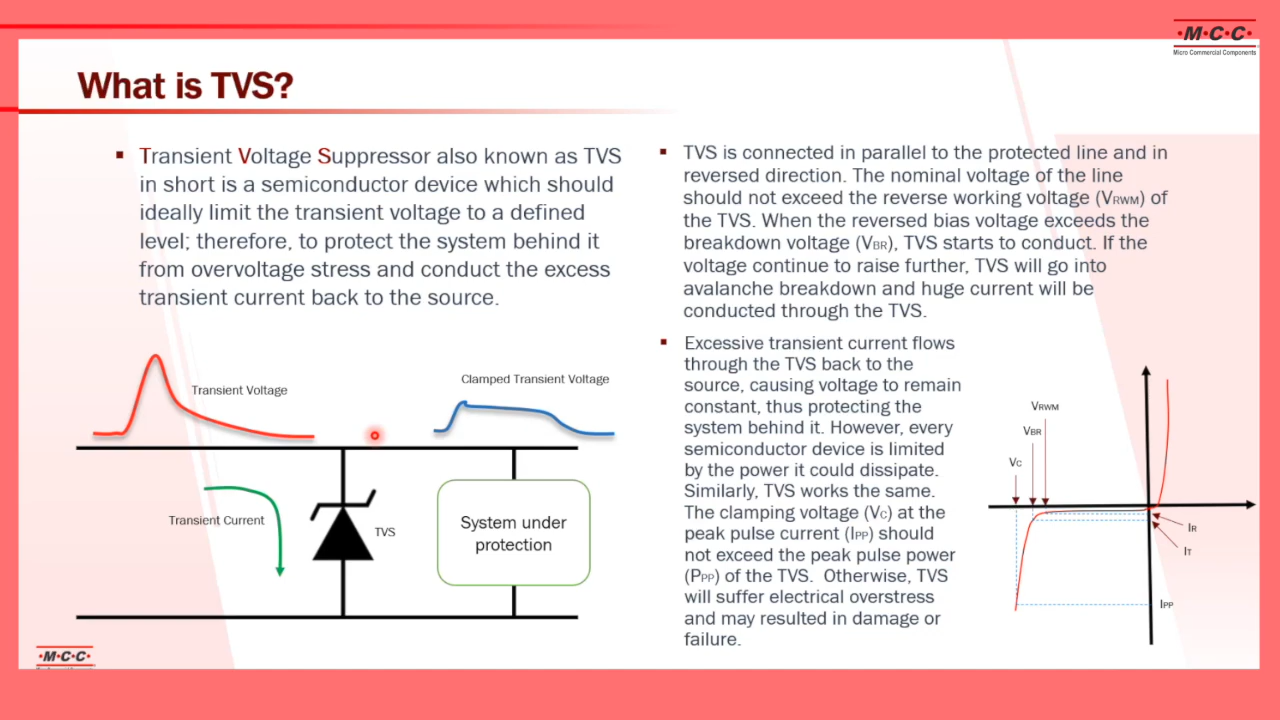 ·M·C·C·
Micro Commercial Components
What is TVS?
▪ Transient Voltage Suppressor also known as TVS
in short is a semiconductor device which should
ideally limit the transient voltage to a defined
level; therefore, to protect the system behind it
from overvoltage stress and conduct the excess
transient current back to the source.
Transient Voltage
Clamped Transient Voltage
Transient Current
TVS
System under
protection
▪ TVS is connected in parallel to the protected line and in
reversed direction. The nominal voltage of the line
should not exceed the reverse working voltage (VRWM) of
the TVS. When the reversed bias voltage exceeds the
breakdown voltage (VBR), TVS starts to conduct. If the
voltage continue to raise further, TVS will go into
avalanche breakdown and huge current will be
conducted through the TVS.
▪ Excessive transient current flows
through the TVS back to the
source, causing voltage to remain
constant, thus protecting the
system behind it. However, every
semiconductor device is limited
by the power it could dissipate.
Similarly, TVS works the same.
The clamping voltage (VC) at the
peak pulse current (IPP) should
not exceed the peak pulse power
(PPP) of the TVS. Otherwise, TVS
will suffer electrical overstress
and may resulted in damage or
failure.
VRWM
VBR
VC
IR
IT
IPP
·M·C·C·